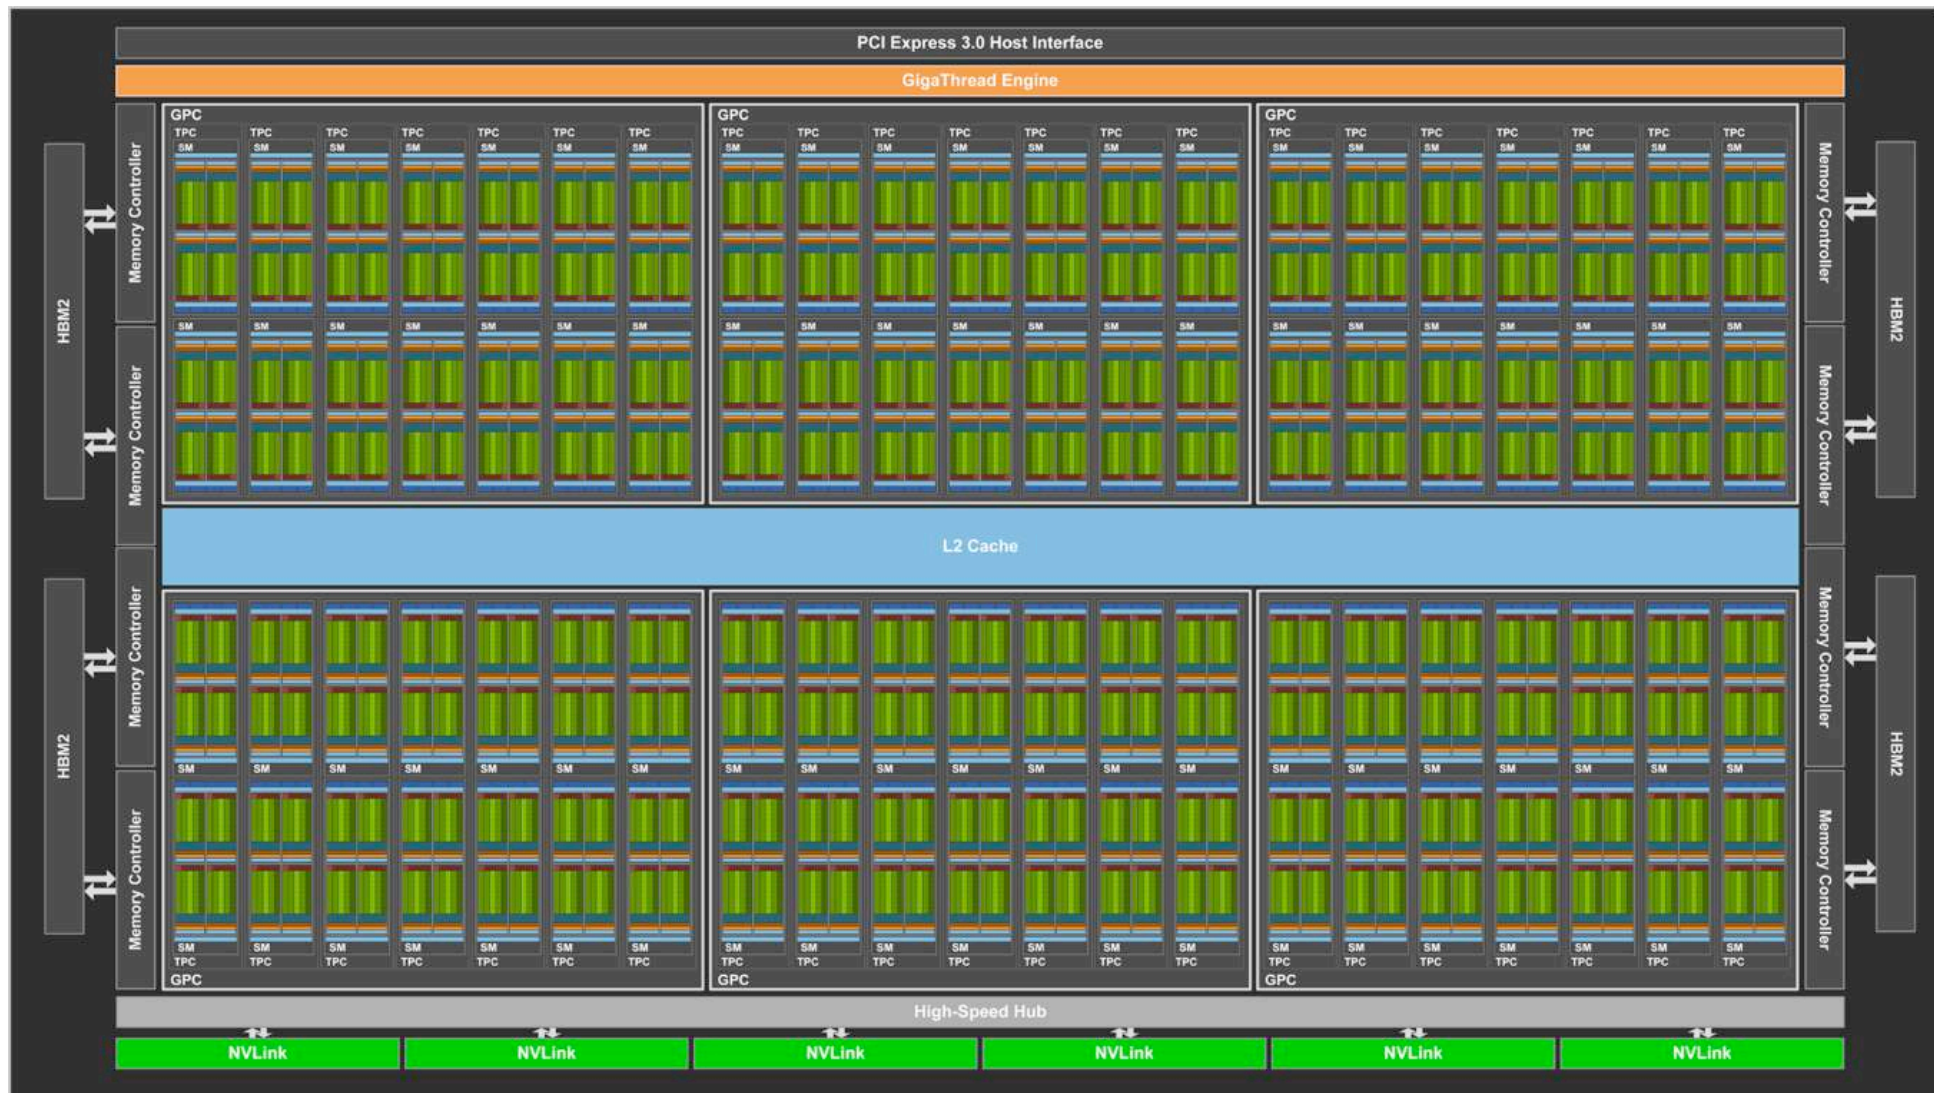 PCI Express 3.0 Host Interface
GigaThread Engine
GPC GPC GPC
TPC TPC TPC TPC TPC TPC TPC TPC TPC TPC TPC TPC TPC TPC TPC TPC TPC TPC TPC TPC TPC
SM SM SM SM SM SM SM SM SM SM SM SM SM SM SM SM SM SM SM SM SM
Memory Controller
Memory Controller
HBM2
HBM2
SM SM SM SM SM SM SM SM SM SM SM SM SM SM SM SM SM SM SM SM SM
Memory Controller
Memory Controller
L2 Cache
Memory Controller
Memory Controller
HBM2
HBM2
SM SM SM SM SM SM SM SM SM SM SM SM SM SM SM SM SM SM SM SM SM
Memory Controller
Memory Controller
SM SM SM SM SM SM SM SM SM SM SM SM SM SM SM SM SM SM SM SM SM
TPC TPC TPC TPC TPC TPC TPC TPC TPC TPC TPC TPC TPC TPC TPC TPC TPC TPC TPC TPC TPC
GPC GPC GPC
High-Speed Hub
NVLink NVLink NVLink NVLink NVLink NVLink